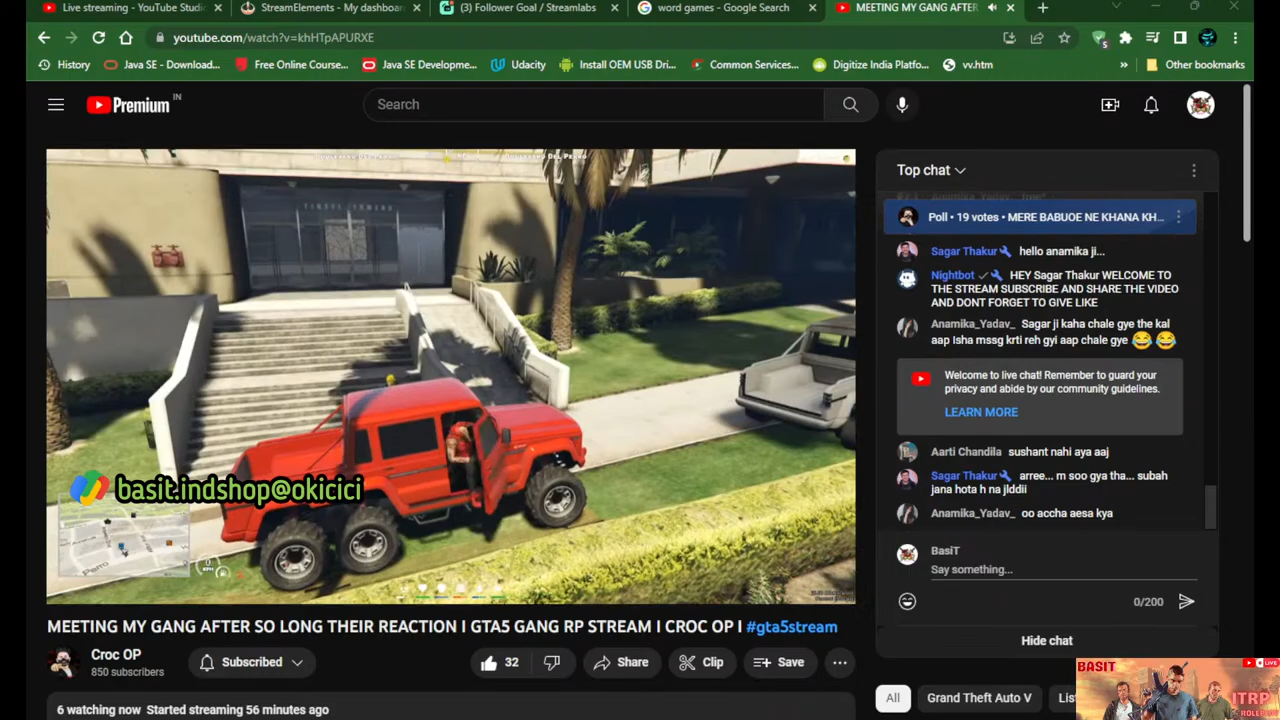 Live streaming - YouTube Studi
StreamElements - My dashboar
(3) Follower Goal / Streamlabs
word games - Google Search
MEETING MY GANG AFTER
youtube.com/watch?v=khHTpAPURXE
5
History
Java SE - Download...
Free Online Course...
Java SE Developme...
Udacity
Install OEM USB Dri...
Common Services...
Digitize India Platfo...
vv.htm
»
Other bookmarks
Premium IN
Search
Top chat
Poll • 19 votes • MERE BABUOE NE KHANA KH...
Sagar Thakur hello anamika ji...
Nightbot HEY Sagar Thakur WELCOME TO
THE STREAM SUBSCRIBE AND SHARE THE VIDEO
AND DONT FORGET TO GIVE LIKE
Anamika_Yadav_ Sagar ji kaha chale gye the kal
aap Isha mssg krti reh gyi aap chale gye 😂 😂
Welcome to live chat! Remember to guard your
privacy and abide by our community guidelines.
LEARN MORE
Aarti Chandila sushant nahi aya aaj
Sagar Thakur arree... m soo gya tha... subah
jana hota h na jlddii
Anamika_Yadav_ oo accha aesa kya
BasiT
Say something...
0/200
Hide chat
basit.indshop@okicici
Perro
0
MEETING MY GANG AFTER SO LONG THEIR REACTION I GTA5 GANG RP STREAM I CROC OP I #gta5stream
Croc OP
850 subscribers
Subscribed
32
Share
Clip
Save
6 watching now Started streaming 56 minutes ago
All
Grand Theft Auto V
BASIT
LIVE
ITRP